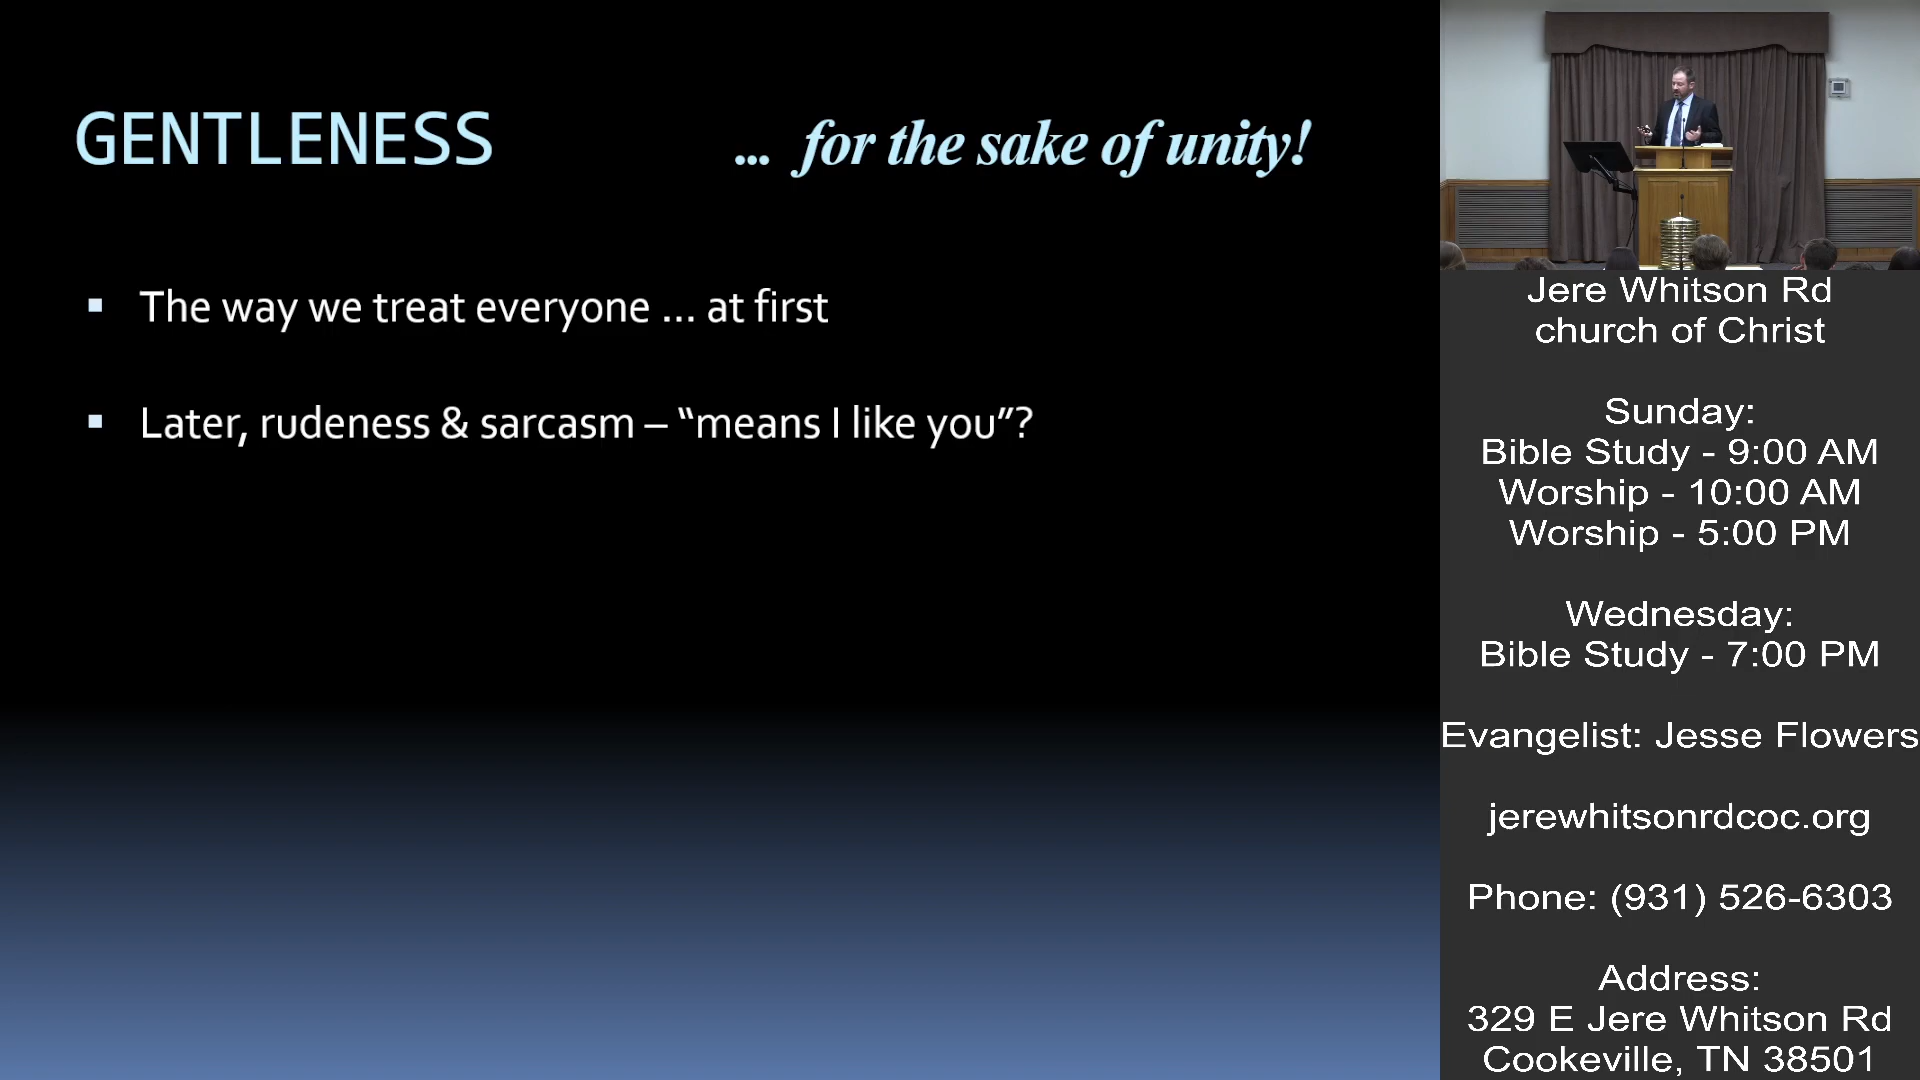 GENTLENESS ... for the sake of unity!
▪ The way we treat everyone ... at first
▪ Later, rudeness & sarcasm – “means I like you”?
Jere Whitson Rd
church of Christ
Sunday:
Bible Study - 9:00 AM
Worship - 10:00 AM
Worship - 5:00 PM
Wednesday:
Bible Study - 7:00 PM
Evangelist: Jesse Flowers
jerewhitsonrdcoc.org
Phone: (931) 526-6303
Address:
329 E Jere Whitson Rd
Cookeville, TN 38501